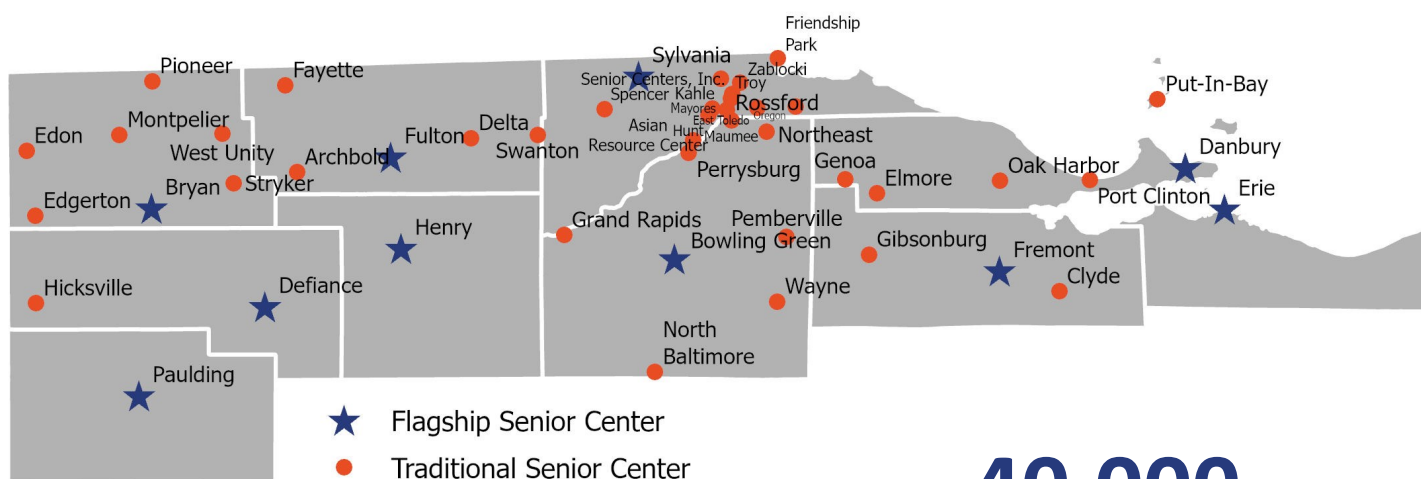 Friendship
Park
Sylvania
Pioneer
Fayette
Zablocki
Senior Centers, Inc.
Troy
Put-In-Bay
Spencer
Kahle
Mayores
Rossford
Oregon
Edon
Montpelier
Fulton
Delta
Asian
Hunt
East Toledo
Maumee
Northeast
Resource Center
Swanton
West Unity
Archbold
Danbury
Perrysburg
Genoa
Oak Harbor
Elmore
Bryan
Stryker
Port Clinton
Erie
Edgerton
Henry
Grand Rapids
Pemberville
Bowling Green
Gibsonburg
Fremont
Hicksville
Defiance
Wayne
Clyde
North
Baltimore
Paulding
Flagship Senior Center
Traditional Senior Center
40,000